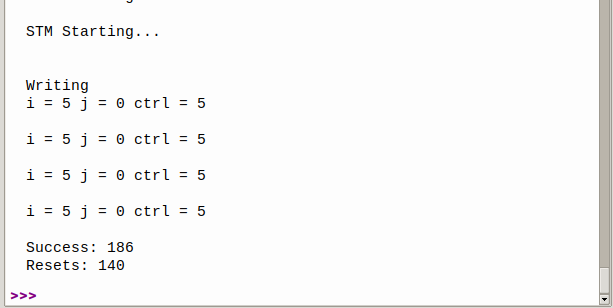 STM Starting...
Writing
i = 5 j = 0 ctrl = 5
i = 5 j = 0 ctrl = 5
i = 5 j = 0 ctrl = 5
i = 5 j = 0 ctrl = 5
Success: 186
Resets: 140
>>>